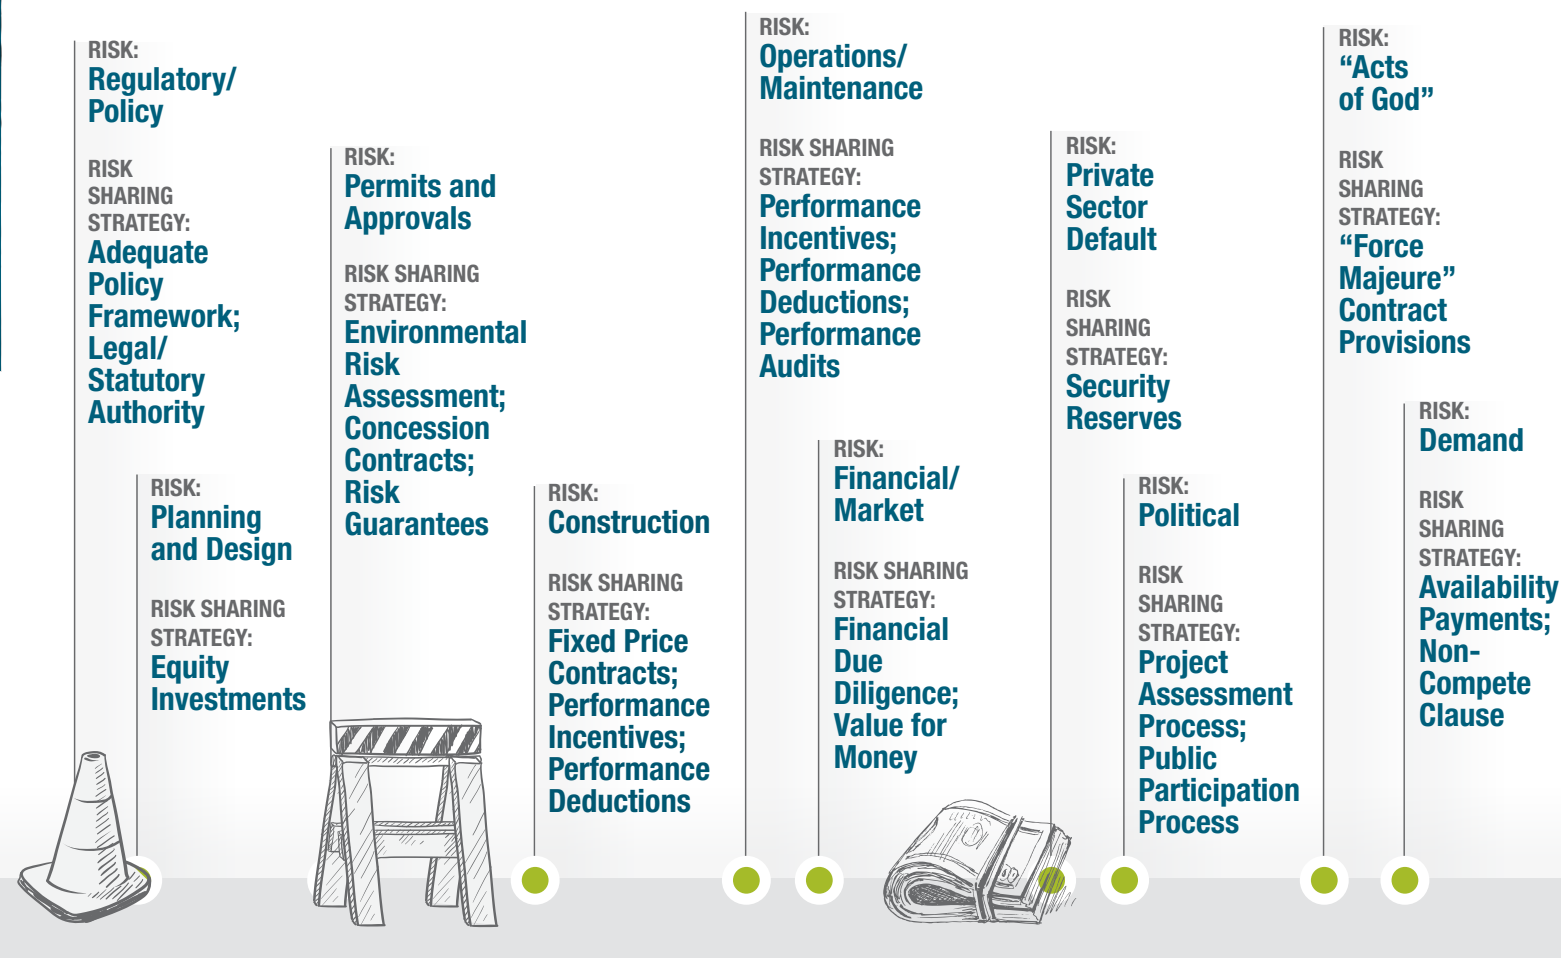 RISK:
Regulatory/
Policy
RISK
SHARING
STRATEGY:
Adequate
Policy
Framework;
Legal/
Statutory
Authority
RISK:
Planning
and Design
RISK SHARING
STRATEGY:
Equity
Investments
RISK:
Permits and
Approvals
RISK SHARING
STRATEGY:
Environmental
Risk
Assessment;
Concession
Contracts;
Risk
Guarantees
RISK:
Construction
RISK SHARING
STRATEGY:
Fixed Price
Contracts;
Performance
Incentives;
Performance
Deductions
RISK:
Operations/
Maintenance
RISK SHARING
STRATEGY:
Performance
Incentives;
Performance
Deductions;
Performance
Audits
RISK:
Financial/
Market
RISK SHARING
STRATEGY:
Financial
Due
Diligence;
Value for
Money
RISK:
Private
Sector
Default
RISK
SHARING
STRATEGY:
Security
Reserves
RISK:
Political
RISK
SHARING
STRATEGY:
Project
Assessment
Process;
Public
Participation
Process
RISK:
“Acts
of God”
RISK
SHARING
STRATEGY:
“Force
Majeure”
Contract
Provisions
RISK:
Demand
RISK
SHARING
STRATEGY:
Availability
Payments;
Non-
Compete
Clause